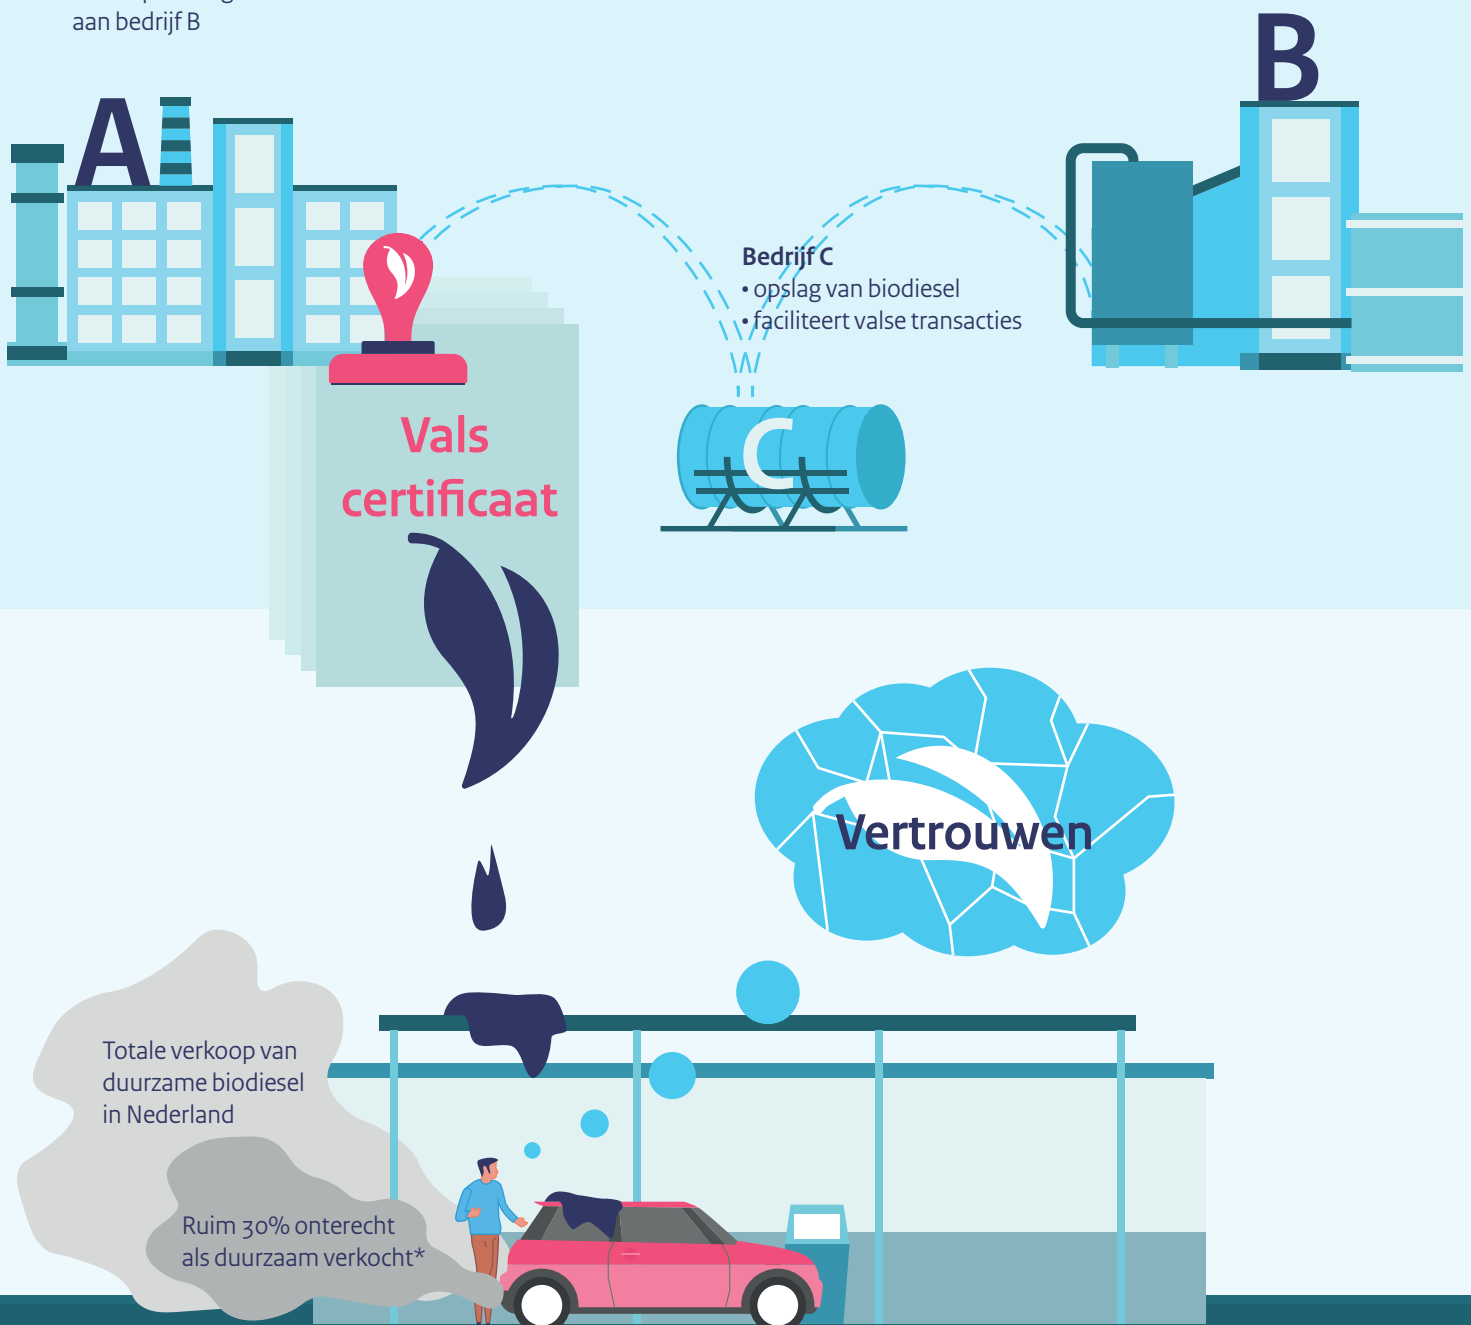 aan bedrijf B
B
A
Bedrijf C
• opslag van biodiesel
• faciliteert valse transacties
C
Vals
certificaat
Vertrouwen
Totale verkoop van
duurzame biodiesel
in Nederland
Ruim 30% onterecht
als duurzaam verkocht*